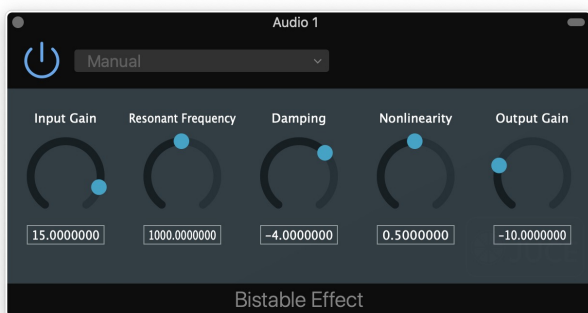 Audio 1
Manual
Input Gain Resonant Frequency Damping Nonlinearity Output Gain
15.0000000 1000.0000000 -4.0000000 0.5000000 -10.0000000
JUCE
Bistable Effect